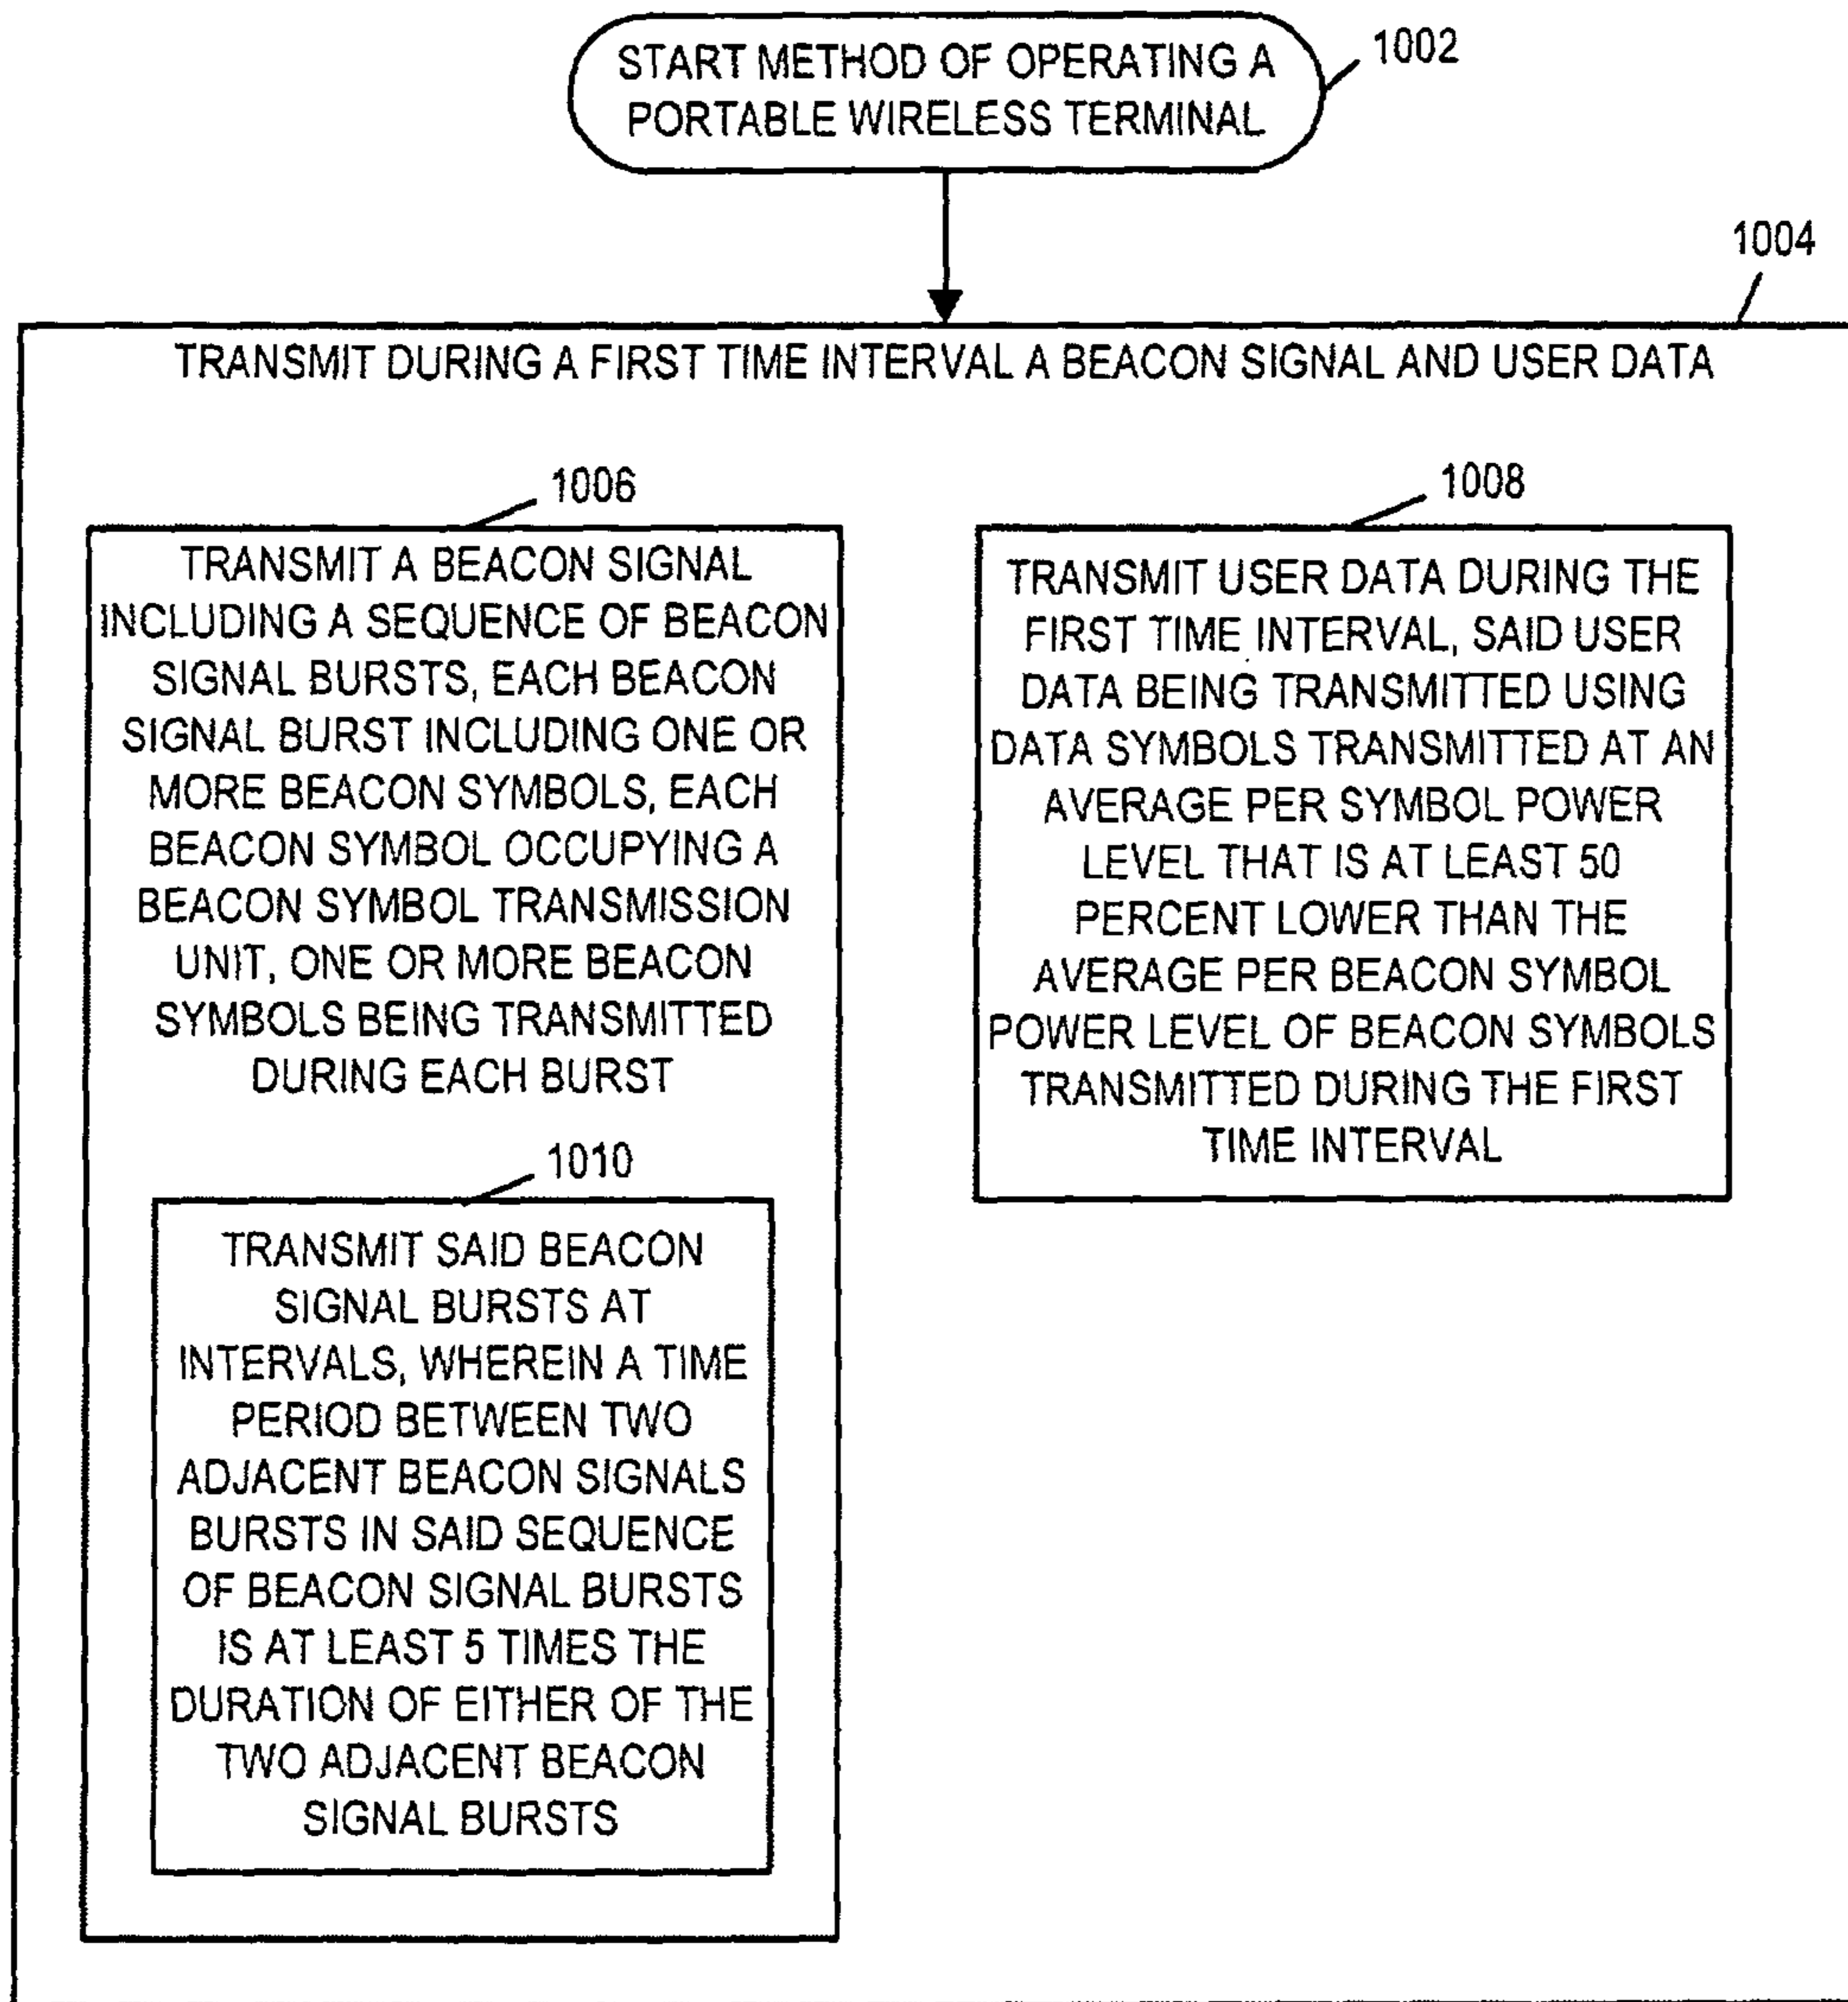 START METHOD OF OPERATING A
PORTABLE WIRELESS TERMINAL
1002
1004
TRANSMIT DURING A FIRST TIME INTERVAL A BEACON SIGNAL AND USER DATA
1006
TRANSMIT A BEACON SIGNAL
INCLUDING A SEQUENCE OF BEACON
SIGNAL BURSTS, EACH BEACON
SIGNAL BURST INCLUDING ONE OR
MORE BEACON SYMBOLS, EACH
BEACON SYMBOL OCCUPYING A
BEACON SYMBOL TRANSMISSION
UNIT, ONE OR MORE BEACON
SYMBOLS BEING TRANSMITTED
DURING EACH BURST
1010
TRANSMIT SAID BEACON
SIGNAL BURSTS AT
INTERVALS, WHEREIN A TIME
PERIOD BETWEEN TWO
ADJACENT BEACON SIGNALS
BURSTS IN SAID SEQUENCE
OF BEACON SIGNAL BURSTS
IS AT LEAST 5 TIMES THE
DURATION OF EITHER OF THE
TWO ADJACENT BEACON
SIGNAL BURSTS
1008
TRANSMIT USER DATA DURING THE
FIRST TIME INTERVAL, SAID USER
DATA BEING TRANSMITTED USING
DATA SYMBOLS TRANSMITTED AT AN
AVERAGE PER SYMBOL POWER
LEVEL THAT IS AT LEAST 50
PERCENT LOWER THAN THE
AVERAGE PER BEACON SYMBOL
POWER LEVEL OF BEACON SYMBOLS
TRANSMITTED DURING THE FIRST
TIME INTERVAL